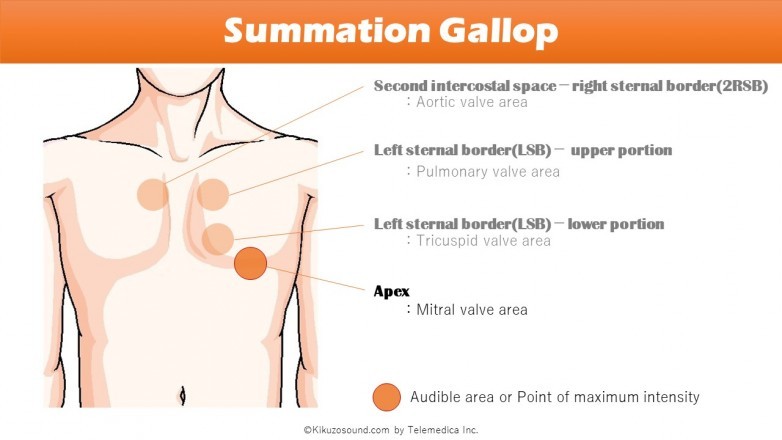 Summation Gallop
Second intercostal space－right sternal border(2RSB)
：Aortic valve area
Left sternal border(LSB)－ upper portion
：Pulmonary valve area
Left sternal border(LSB)－lower portion
：Tricuspid valve area
Apex
：Mitral valve area
Audible area or Point of maximum intensity
©Kikuzosound.com by Telemedica Inc.